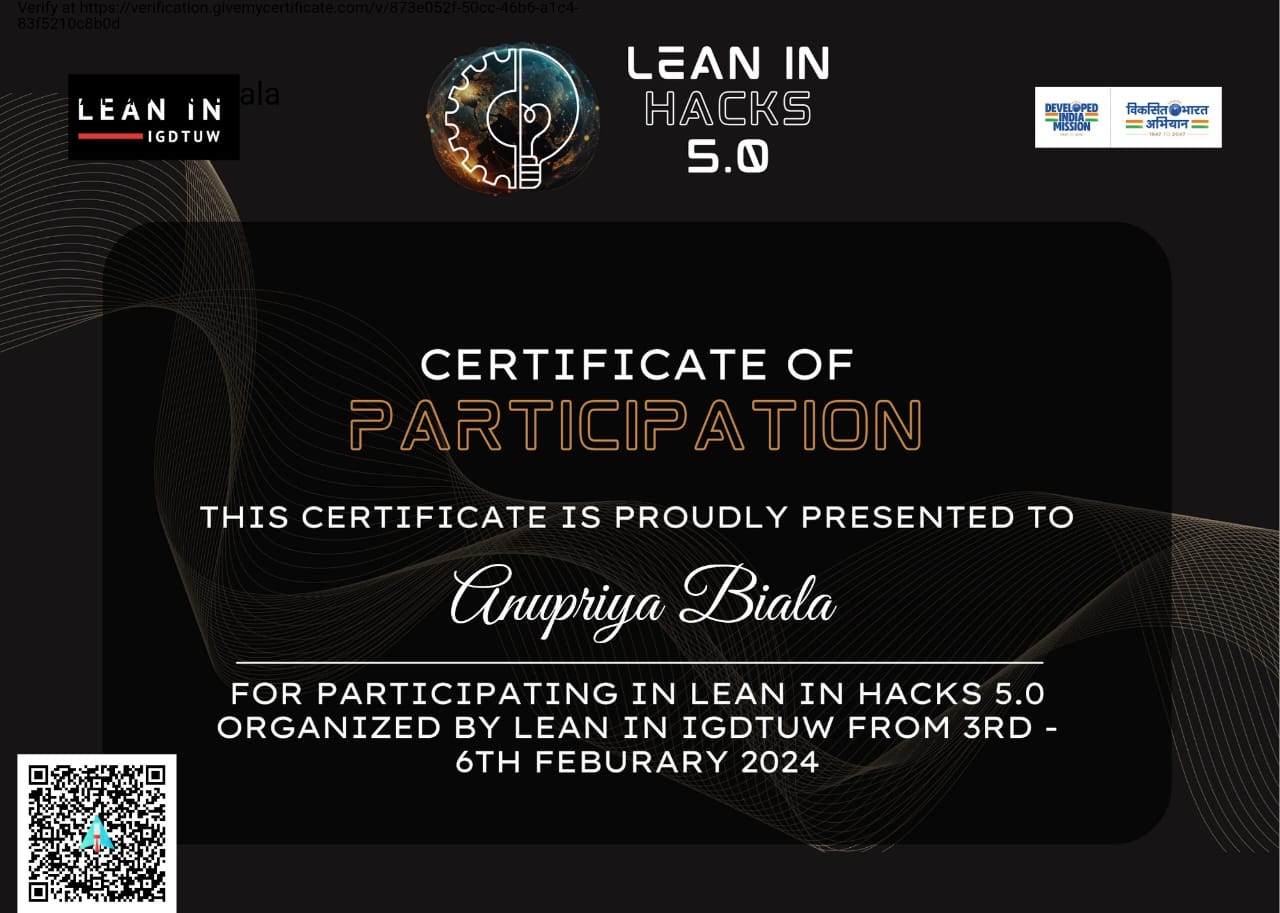 Verify at https://verification.givemycertificate.com/v/873e052f-50cc-46b6-a1c4-
83f5210c8b0d
ala
LEAN IN
IGDTUW
LEAN IN
HACKS
5.0
DEVELOPED
INDIA
MISSION
विकसित भारत
अभियान
1947 TO 2047
CERTIFICATE OF
PARTICIPATION
THIS CERTIFICATE IS PROUDLY PRESENTED TO
Anupriya Biala
FOR PARTICIPATING IN LEAN IN HACKS 5.0
ORGANIZED BY LEAN IN IGDTUW FROM 3RD -
6TH FEBURARY 2024